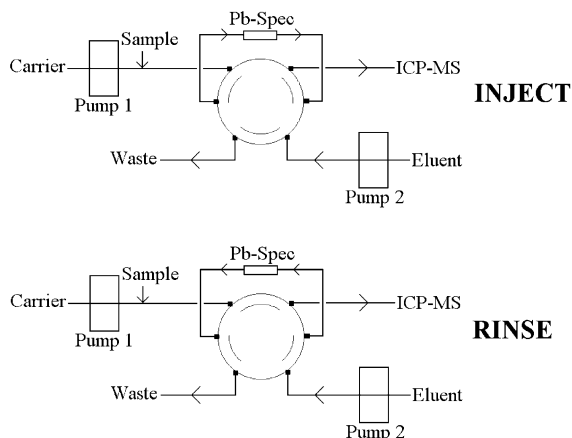 Pb-Spec
Sample
Carrier
ICP-MS
INJECT
Pump 1
Waste
Eluent
Pump 2
Pb-Spec
Sample
Carrier
ICP-MS
RINSE
Pump 1
Waste
Eluent
Pump 2